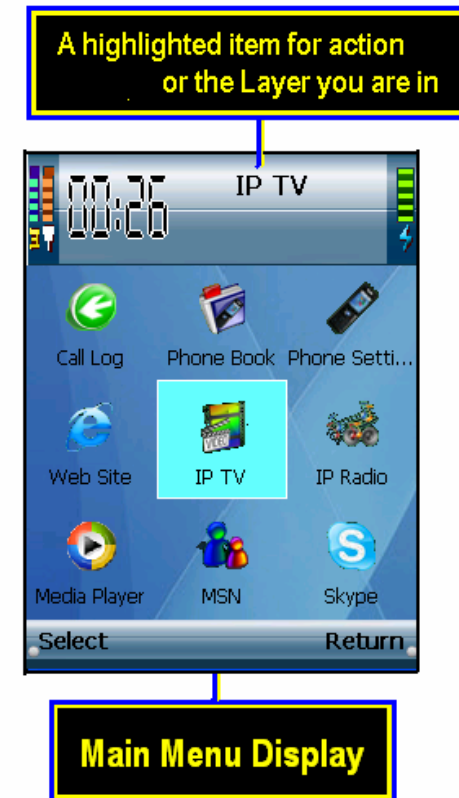 A highlighted item for action
or the Layer you are in
00:26 IP TV
Call Log Phone Book Phone Setti...
VIDEO
Web Site IP TV IP Radio
S
Media Player MSN Skype
Select Return
Main Menu Display